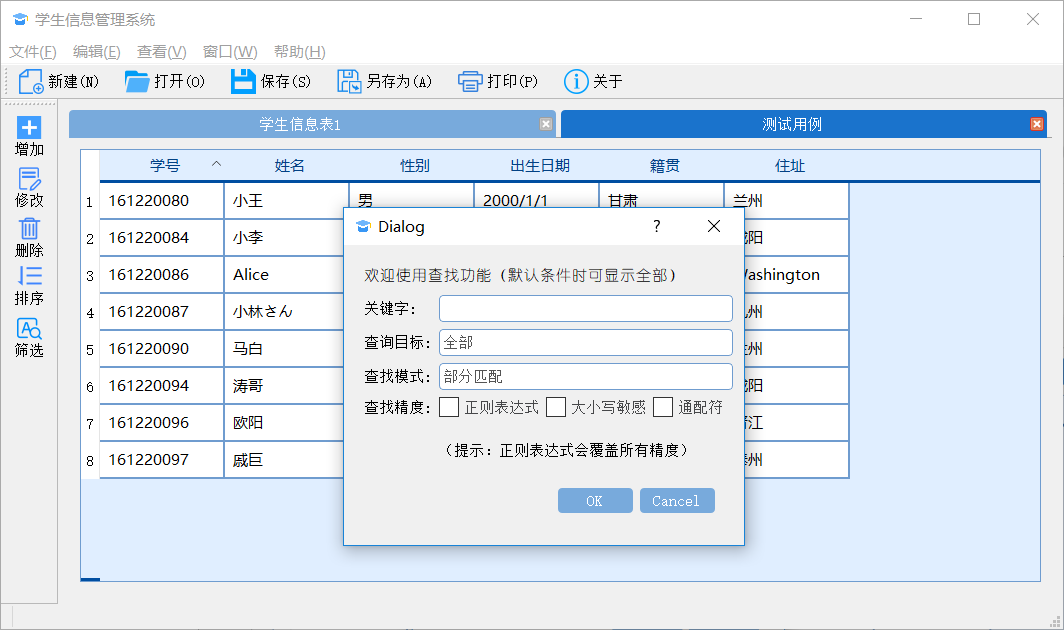 学生信息管理系统
文件(F) 编辑(E) 查看(V) 窗口(W) 帮助(H)
新建(N) 打开(O) 保存(S) 另存为(A) 打印(P) 关于
增加
修改
删除
排序
筛选
学生信息表1 测试用例
学号 姓名 性别 出生日期 籍贯 住址
1 161220080 小王 男 2000/1/1 甘肃 兰州
2 161220084 小李 阳
3 161220086 Alice ashington
4 161220087 小林さん 州
5 161220090 马白 州
6 161220094 涛哥 阳
7 161220096 欧阳 江
8 161220097 戚巨 州
Dialog ?
欢迎使用查找功能（默认条件时可显示全部）
关键字：
查询目标： 全部
查找模式： 部分匹配
查找精度： 正则表达式 大小写敏感 通配符
（提示：正则表达式会覆盖所有精度）
OK Cancel